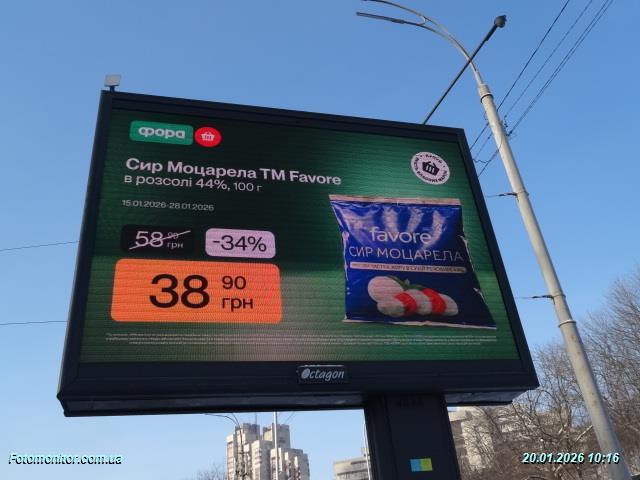 фора
Сир Моцарела ТМ Favore
в розсолі 44%, 100 г
15.01.2026-28.01.2026
58 90 грн
-34%
38 90 грн
favore
СИР МОЦАРЕЛА
Octagon
Fotomonitor.com.ua
20.01.2026 10:16